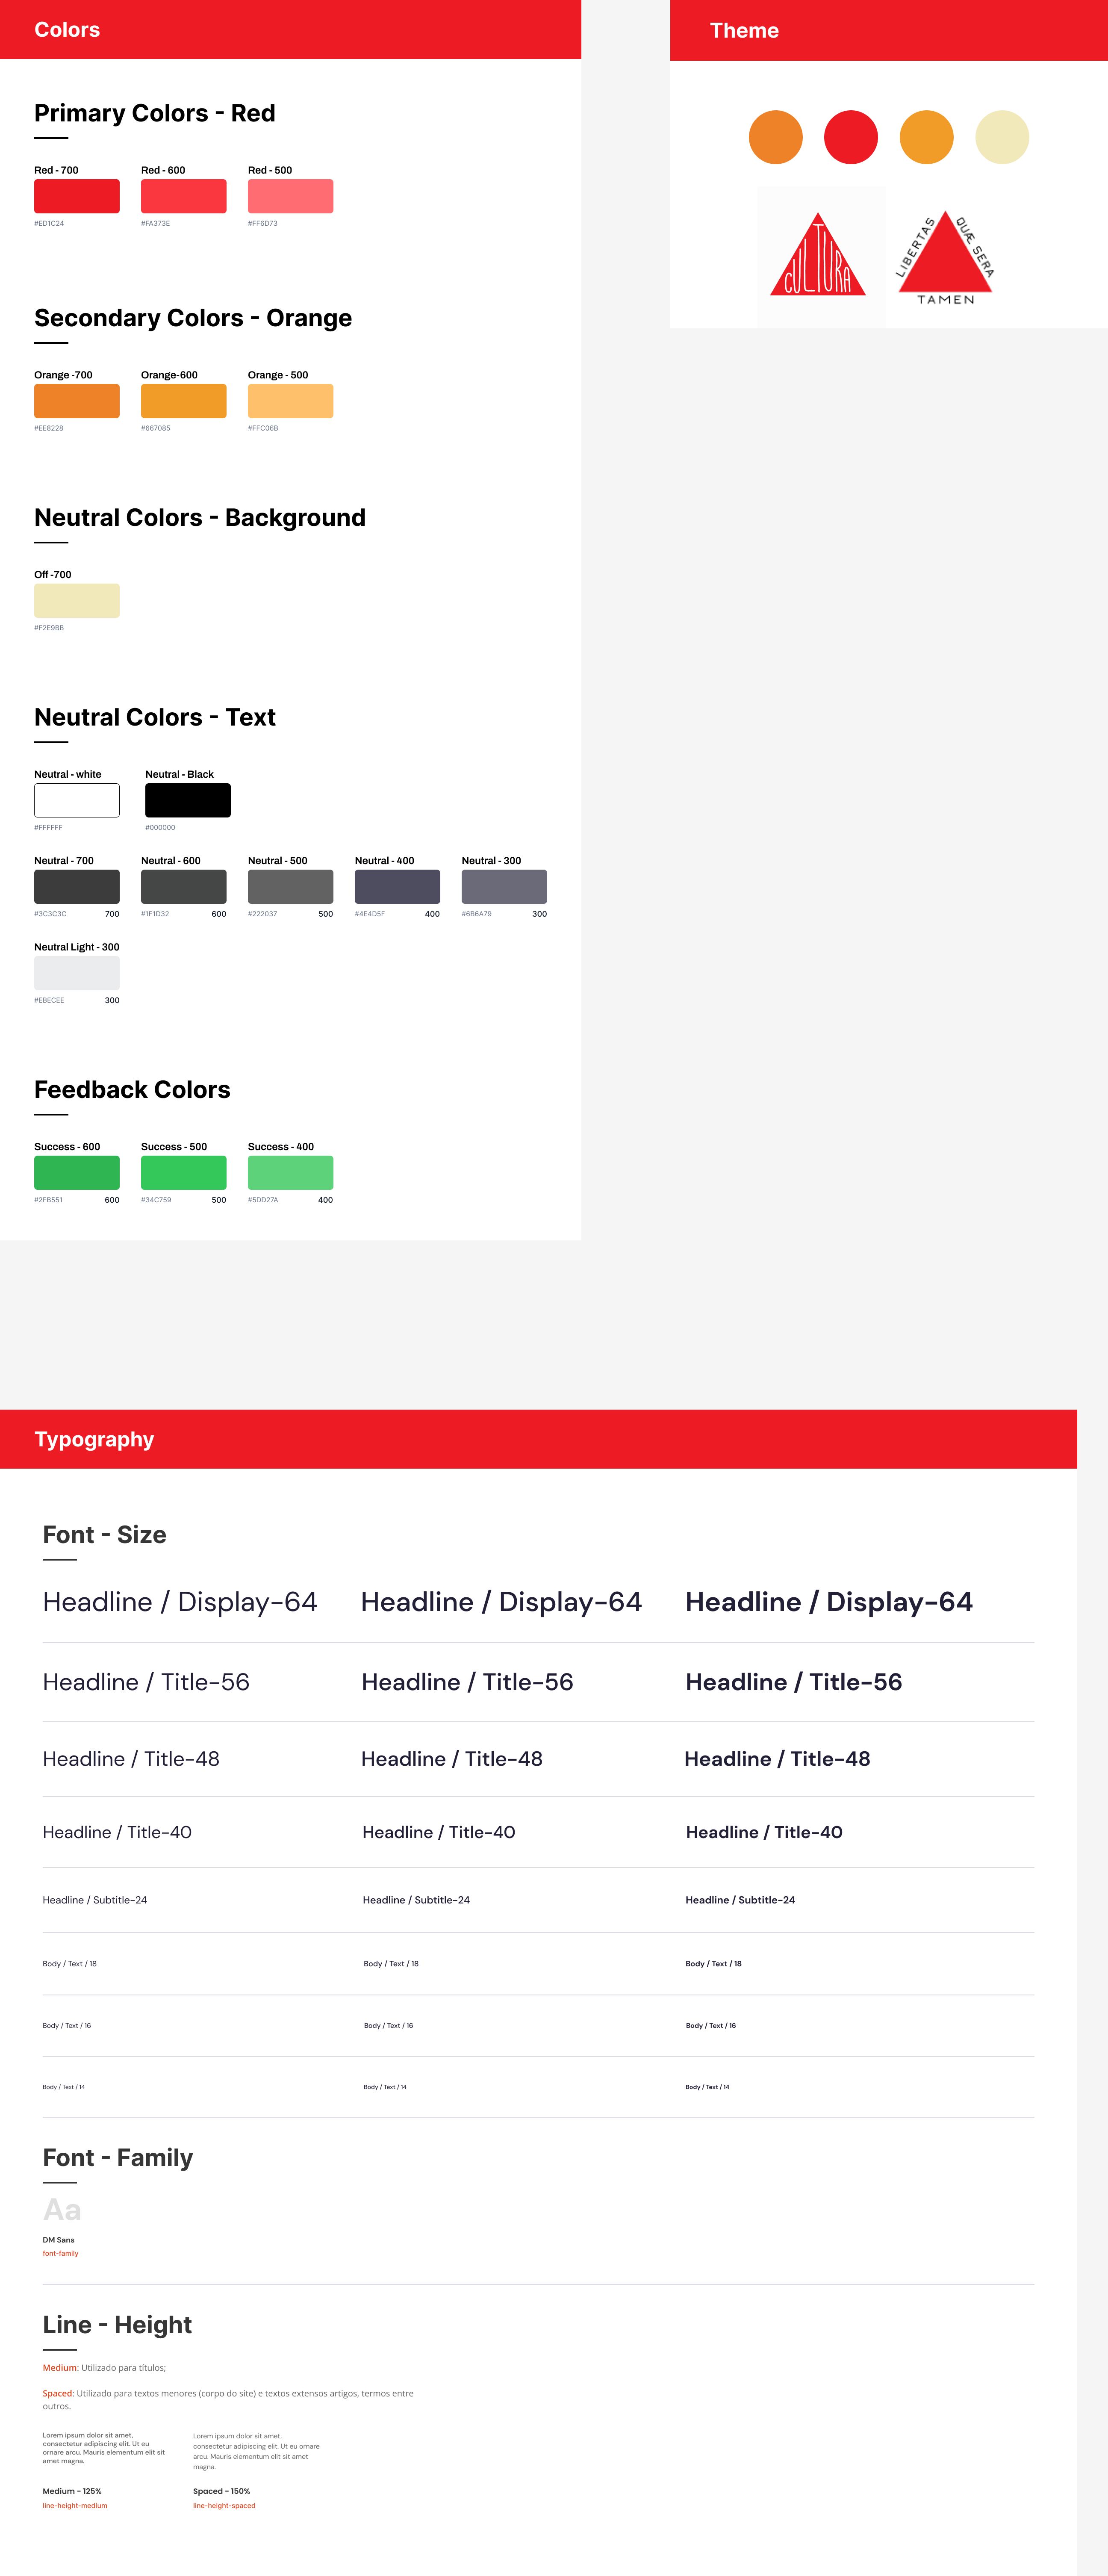 Colors
Primary Colors - Red
Red - 700
Red - 600
Red - 500
#ED1C24
#FA373E
#FF6D73
Secondary Colors - Orange
Orange -700
Orange-600
Orange - 500
#EE8228
#667085
#FFC06B
Neutral Colors - Background
Off -700
#F2E9BB
Neutral Colors - Text
Neutral - white
Neutral - Black
#FFFFFF
#000000
Neutral - 700
Neutral - 600
Neutral - 500
Neutral - 400
Neutral - 300
#3C3C3C 700
#1F1D32 600
#222037 500
#4E4D5F 400
#6B6A79 300
Neutral Light - 300
#EBECEE 300
Feedback Colors
Success - 600
Success - 500
Success - 400
#2FB551 600
#34C759 500
#5DD27A 400
Theme
CULTURA
LIBERTAS
QUÆ SERA
TAMEN
Typography
Font - Size
Headline / Display-64
Headline / Display-64
Headline / Display-64
Headline / Title-56
Headline / Title-56
Headline / Title-56
Headline / Title-48
Headline / Title-48
Headline / Title-48
Headline / Title-40
Headline / Title-40
Headline / Title-40
Headline / Subtitle-24
Headline / Subtitle-24
Headline / Subtitle-24
Body / Text / 18
Body / Text / 18
Body / Text / 18
Body / Text / 16
Body / Text / 16
Body / Text / 16
Body / Text / 14
Body / Text / 14
Body / Text / 14
Font - Family
Aa
DM Sans
font-family
Line - Height
Medium: Utilizado para títulos;
Spaced: Utilizado para textos menores (corpo do site) e textos extensos artigos, termos entre
outros.
Lorem ipsum dolor sit amet,
consectetur adipiscing elit. Ut eu
ornare arcu. Mauris elementum elit sit
amet magna.
Medium - 125%
line-height-medium
Lorem ipsum dolor sit amet,
consectetur adipiscing elit. Ut eu ornare
arcu. Mauris elementum elit sit amet
magna.
Spaced - 150%
line-height-spaced